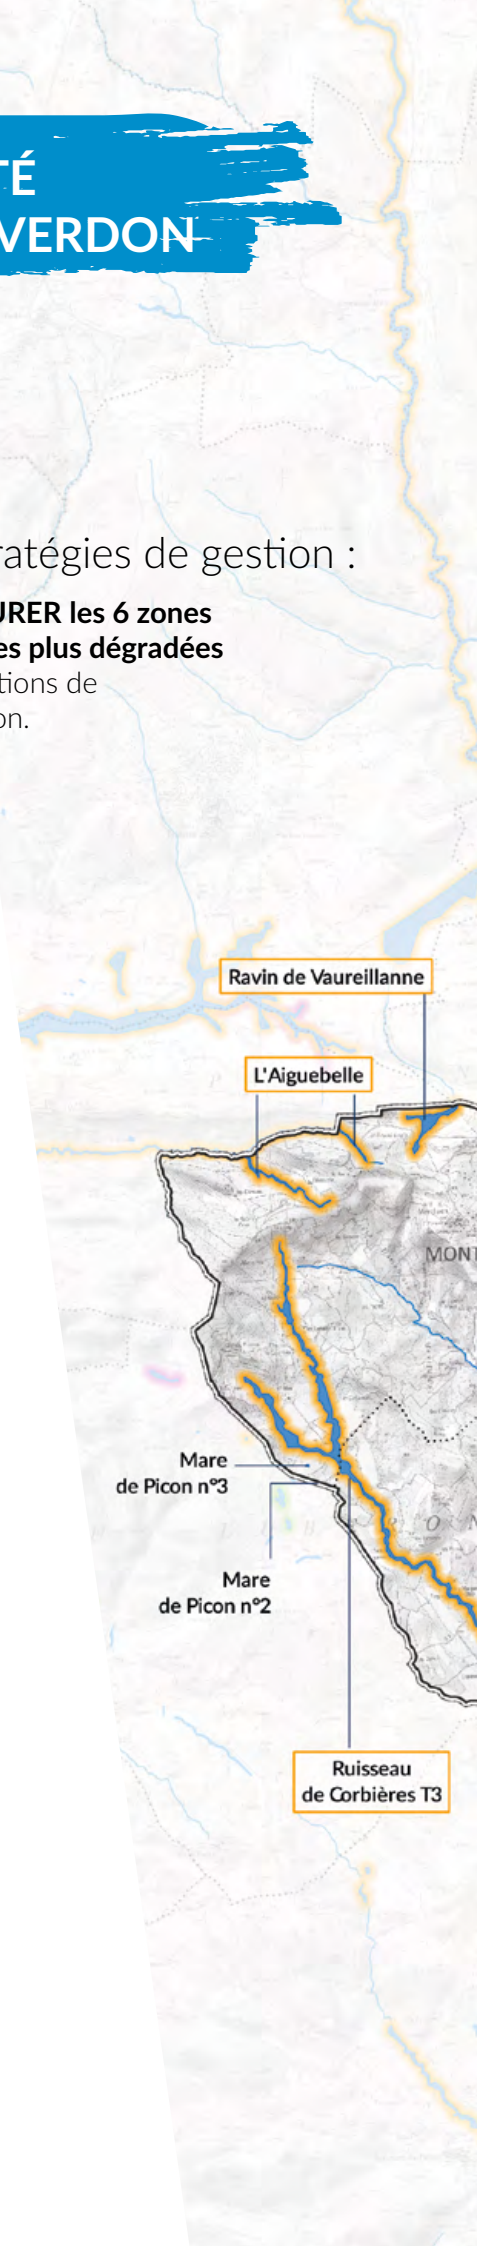 TÉ
VERDON
ratégies de gestion :
URER les 6 zones
es plus dégradées
tions de
on.
Ravin de Vaureillanne
L'Aiguebelle
MONT
Mare
de Picon n°3
Mare
de Picon n°2
Ruisseau
de Corbières T3